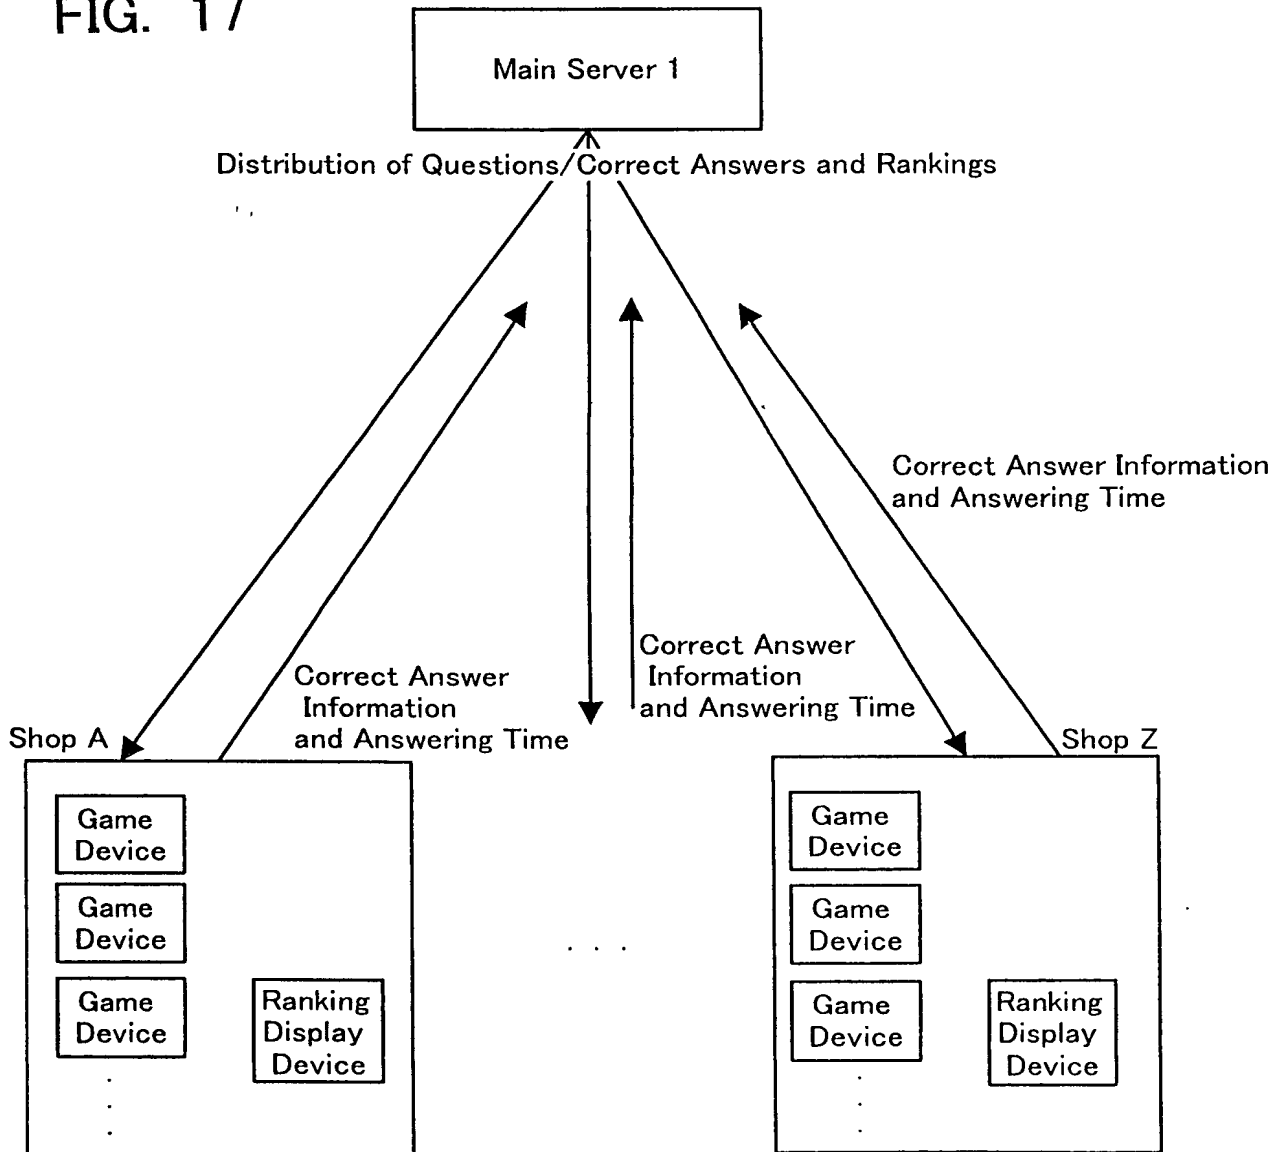 FIG. 17
Main Server 1
Distribution of Questions/Correct Answers and Rankings
Correct Answer Information
and Answering Time
Correct Answer
Information
and Answering Time
Correct Answer
Information
and Answering Time
Shop A
Shop Z
Game
Device
Game
Device
Game
Device
Ranking
Display
Device
. . .
Game
Device
Game
Device
Game
Device
Ranking
Display
Device